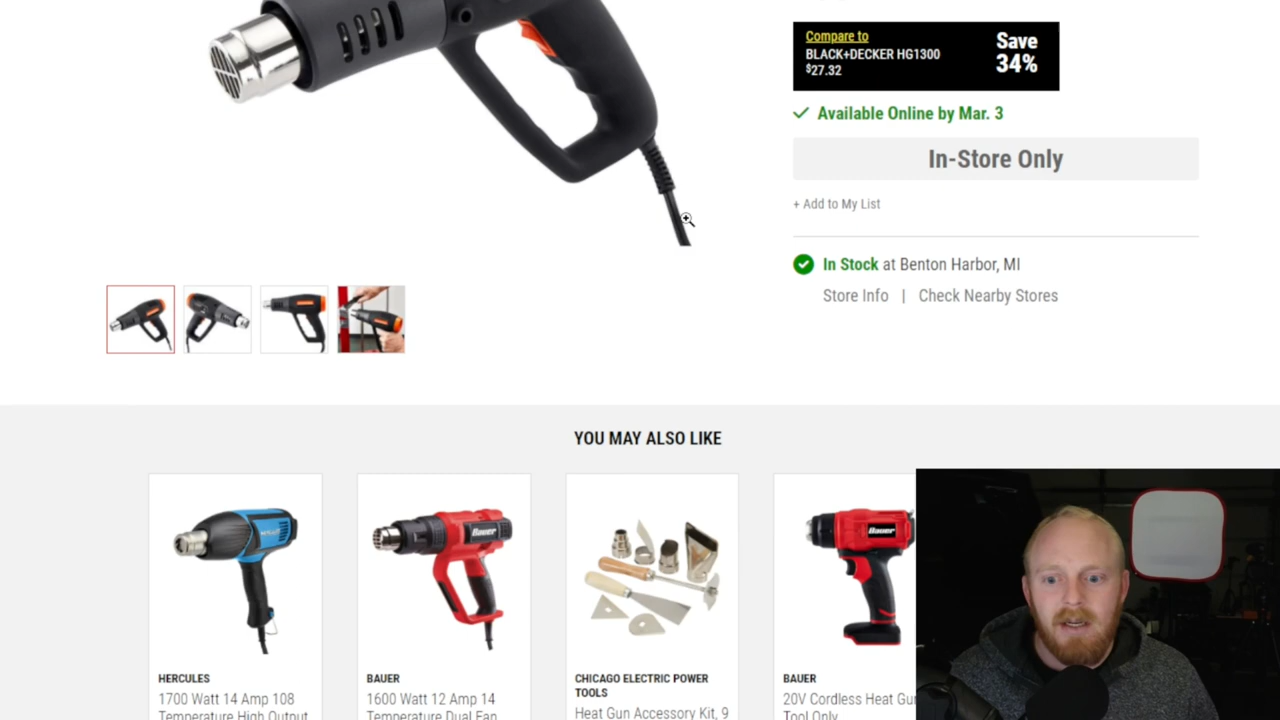 Compare to
BLACK+DECKER HG1300
$27.32
Save
34%
Available Online by Mar. 3
In-Store Only
+ Add to My List
In Stock at Benton Harbor, MI
Store Info | Check Nearby Stores
YOU MAY ALSO LIKE
Bauer
Bauer
HERCULES
1700 Watt 14 Amp 108
Temperature High Output
BAUER
1600 Watt 12 Amp 14
Temperature Dual Fan
CHICAGO ELECTRIC POWER
TOOLS
Heat Gun Accessory Kit, 9
BAUER
20V Cordless Heat Gun
Tool Only